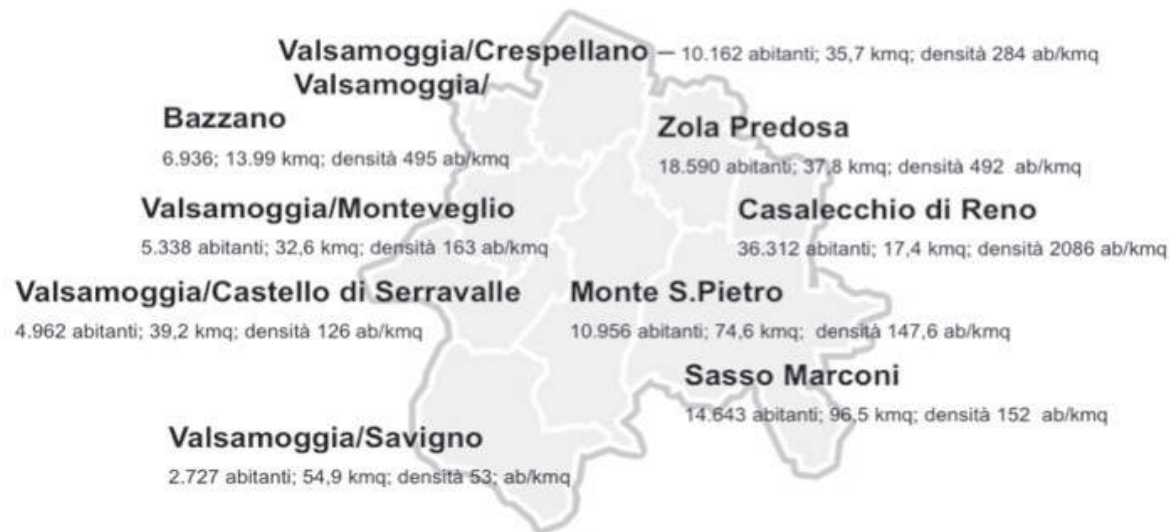 Valsamoggia/Crespellano – 10.162 abitanti; 35,7 kmq; densità 284 ab/kmq
Valsamoggia/
Bazzano
6.936; 13.99 kmq; densità 495 ab/kmq
Zola Predosa
18.590 abitanti; 37,8 kmq; densità 492 ab/kmq
Valsamoggia/Monteveglio
5.338 abitanti; 32,6 kmq; densità 163 ab/kmq
Casalecchio di Reno
36.312 abitanti; 17,4 kmq; densità 2086 ab/kmq
Valsamoggia/Castello di Serravalle
4.962 abitanti; 39,2 kmq; densità 126 ab/kmq
Monte S.Pietro
10.956 abitanti; 74,6 kmq; densità 147,6 ab/kmq
Sasso Marconi
14.643 abitanti; 96,5 kmq; densità 152 ab/kmq
Valsamoggia/Savigno
2.727 abitanti; 54,9 kmq; densità 53; ab/kmq